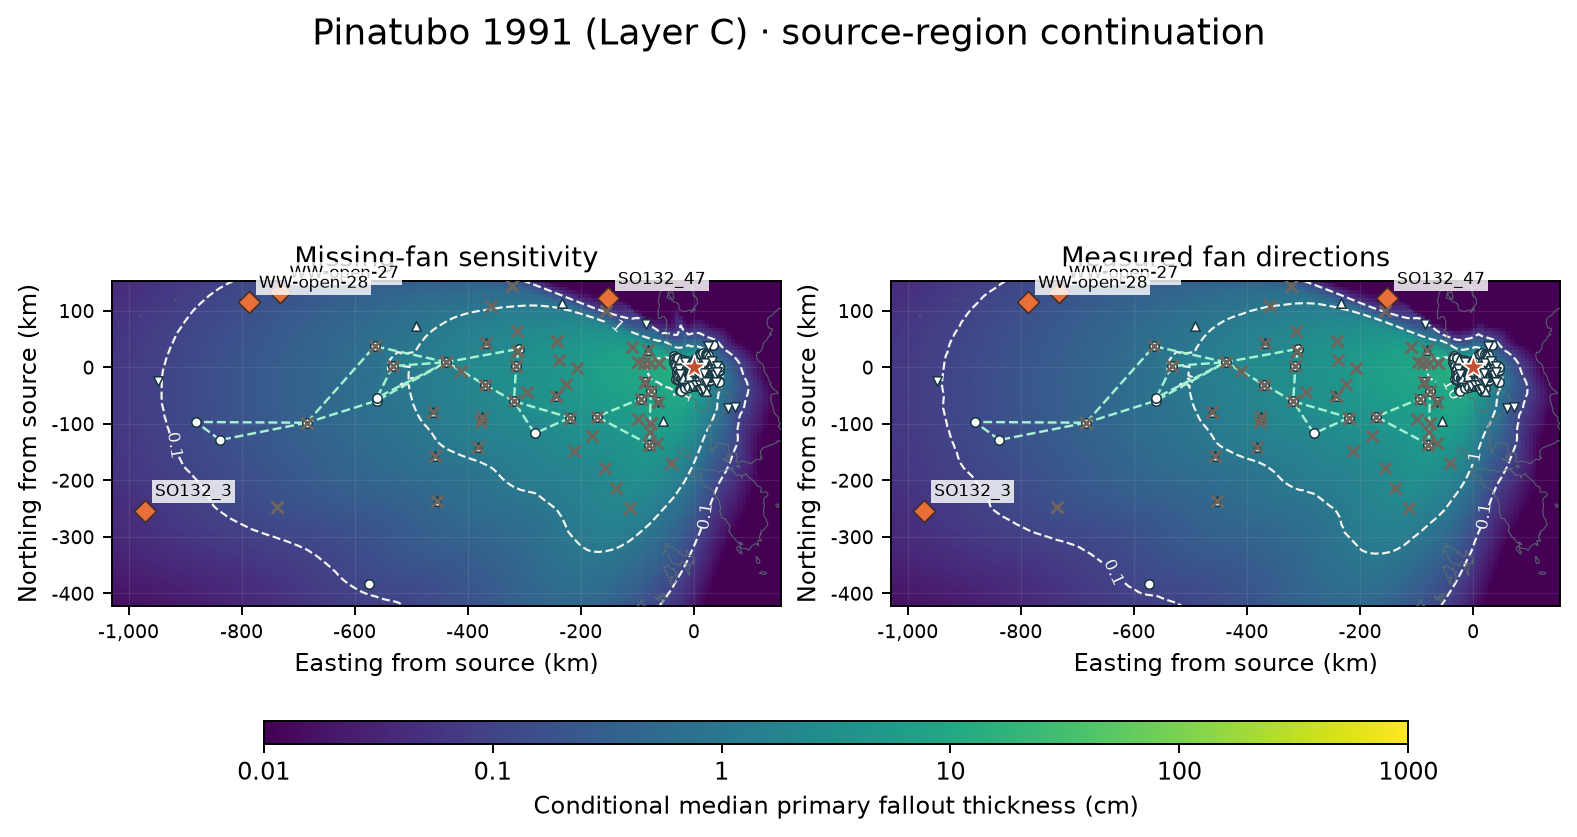 Pinatubo 1991 (Layer C) · source-region continuation
Missing-fan sensitivity
WW-open-27
WW-open-28
SO132_47
SO132_3
1
0.1
0.1
100
0
-100
-200
-300
-400
Northing from source (km)
-1,000
-800
-600
-400
-200
0
Easting from source (km)
Measured fan directions
WW-open-27
WW-open-28
SO132_47
SO132_3
1
0.1
0.1
100
0
-100
-200
-300
-400
Northing from source (km)
-1,000
-800
-600
-400
-200
0
Easting from source (km)
0.01
0.1
1
10
100
1000
Conditional median primary fallout thickness (cm)